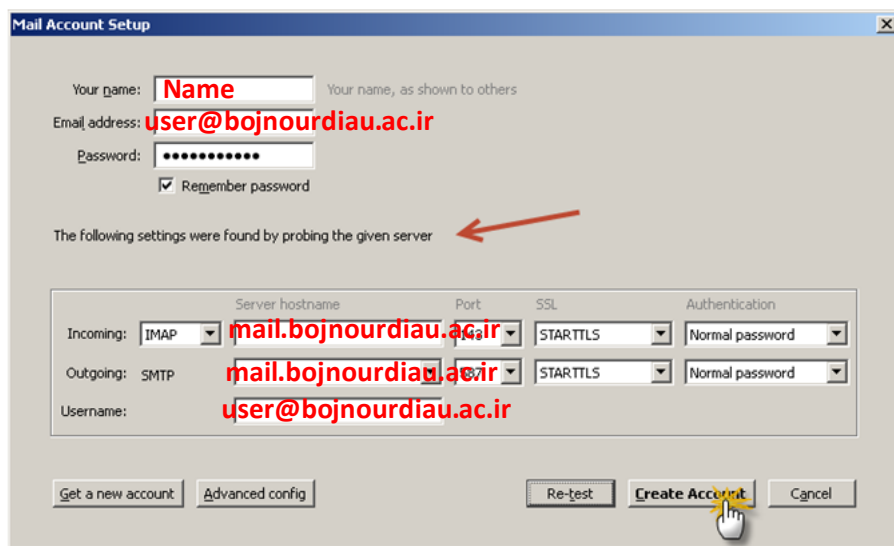 Mail Account Setup
Your name: Name Your name, as shown to others
Email address: user@bojnourdiau.ac.ir
Password: •••••••••••
Remember password
The following settings were found by probing the given server
Server hostname Port SSL Authentication
Incoming: IMAP mail.bojnourdiau.ac.ir 143 STARTTLS Normal password
Outgoing: SMTP mail.bojnourdiau.ac.ir 587 STARTTLS Normal password
Username: user@bojnourdiau.ac.ir
Get a new account Advanced config Re-test Create Account Cancel